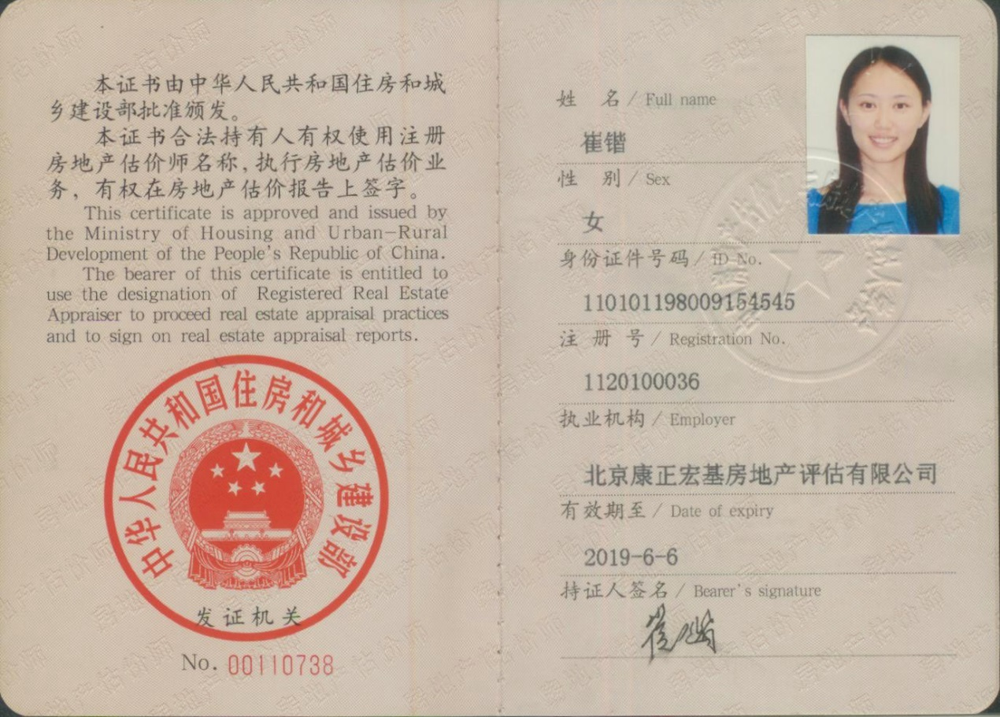 本证书由中华人民共和国住房和城
乡建设部批准颁发。
本证书合法持有人有权使用注册
房地产估价师名称,执行房地产估价业
务，有权在房地产估价报告上签字。
This certificate is approved and issued by
the Ministry of Housing and Urban-Rural
Development of the People's Republic of China.
The bearer of this certificate is entitled to
use the designation of Registered Real Estate
Appraiser to proceed real estate appraisal practices
and to sign on real estate appraisal reports.
中华人民共和国住房和城乡建设部
发证机关
No. 00110738
姓 名/Full name
崔锴
性 别/Sex
女
身份证件号码/ID No.
110101198009154545
注 册 号/Registration No.
1120100036
执业机构/Employer
北京康正宏基房地产评估有限公司
有效期至/Date of expiry
2019-6-6
持证人签名/Bearer's signature
崔锴